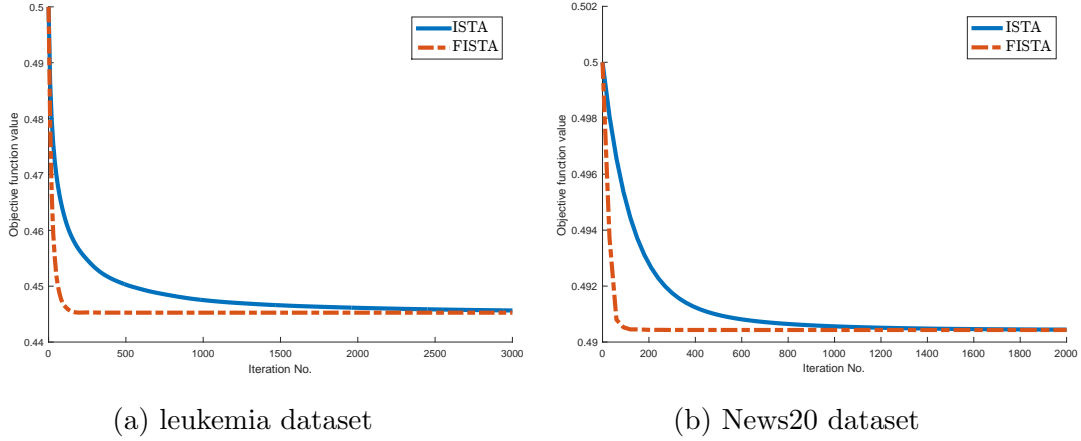 0.5
0.49
0.48
0.47
0.46
0.45
0.44
Objective function value
0 500 1000 1500 2000 2500 3000
Iteration No.
ISTA
FISTA
(a) leukemia dataset
0.502
0.5
0.498
0.496
0.494
0.492
0.49
Objective function value
0 200 400 600 800 1000 1200 1400 1600 1800 2000
Iteration No.
ISTA
FISTA
(b) News20 dataset